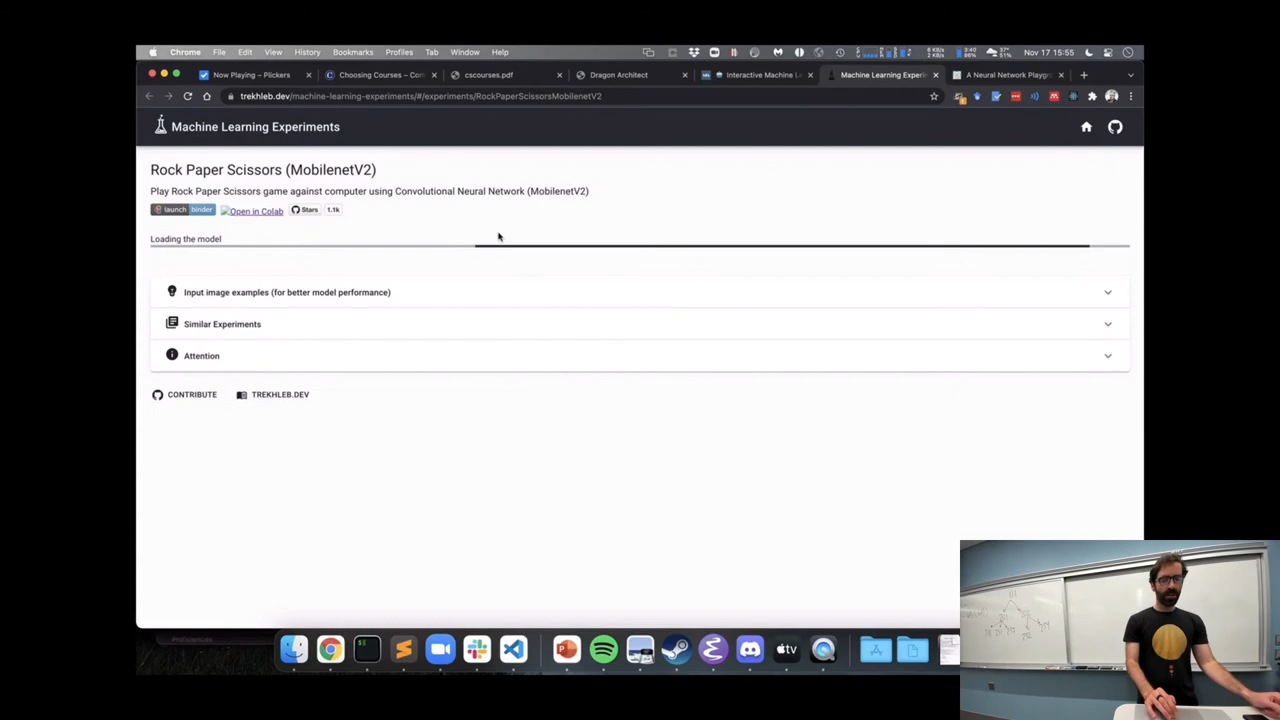 Chrome File Edit View History Bookmarks Profiles Tab Window Help
Nov 17 15:55
Now Playing – Plickers
Choosing Courses – Com
cscourses.pdf
Dragon Architect
Interactive Machine Le
Machine Learning Experi
A Neural Network Playgr
trekhleb.dev/machine-learning-experiments/#/experiments/RockPaperScissorsMobilenetV2
Machine Learning Experiments
Rock Paper Scissors (MobilenetV2)
Play Rock Paper Scissors game against computer using Convolutional Neural Network (MobilenetV2)
launch binder Open in Colab Stars 1.1k
Loading the model
Input image examples (for better model performance)
Similar Experiments
Attention
CONTRIBUTE TREKHLEB.DEV
tv